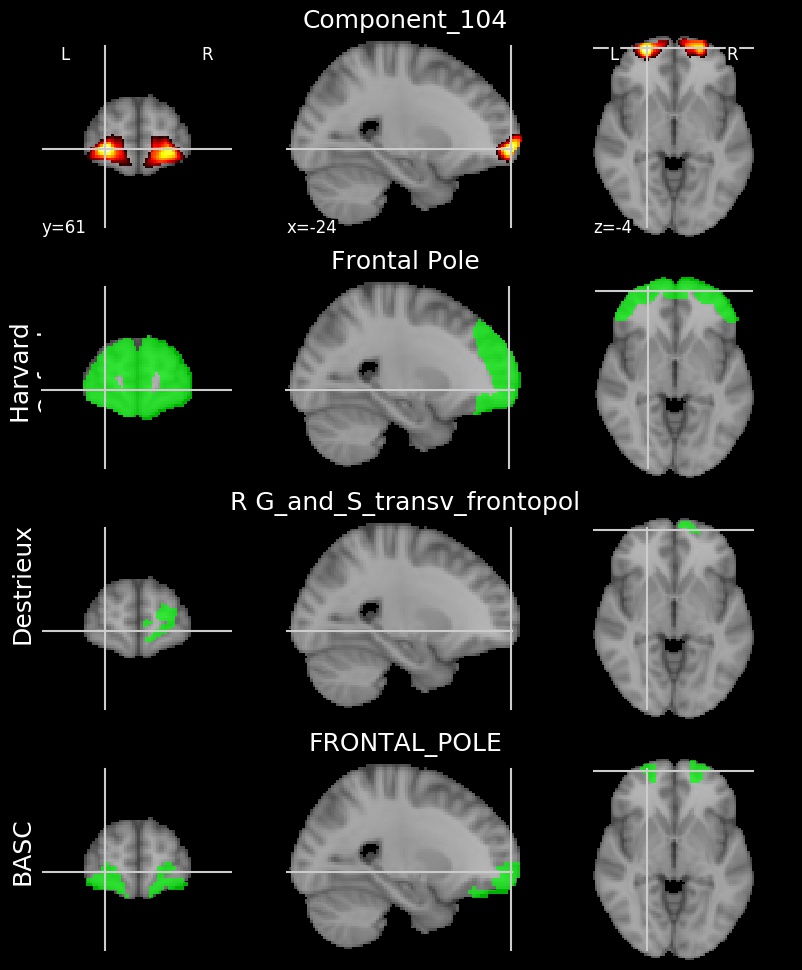 Component_104
L R
L R
y=61 x=-24 z=-4
Frontal Pole
Harvard
R G_and_S_transv_frontopol
Destrieux
FRONTAL_POLE
BASC